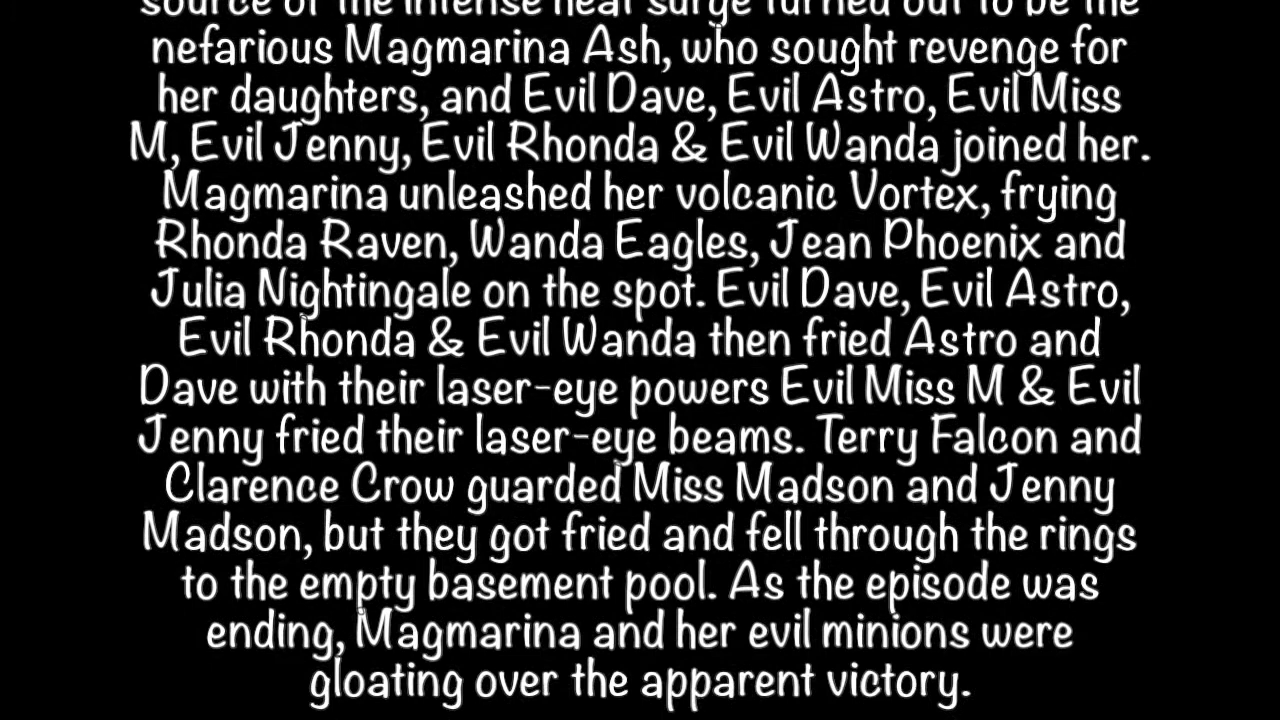 source of the intense heat surge turned out to be the
nefarious Magmarina Ash, who sought revenge for
her daughters, and Evil Dave, Evil Astro, Evil Miss
M, Evil Jenny, Evil Rhonda & Evil Wanda joined her.
Magmarina unleashed her volcanic Vortex, frying
Rhonda Raven, Wanda Eagles, Jean Phoenix and
Julia Nightingale on the spot. Evil Dave, Evil Astro,
Evil Rhonda & Evil Wanda then fried Astro and
Dave with their laser-eye powers Evil Miss M & Evil
Jenny fried their laser-eye beams. Terry Falcon and
Clarence Crow guarded Miss Madson and Jenny
Madson, but they got fried and fell through the rings
to the empty basement pool. As the episode was
ending, Magmarina and her evil minions were
gloating over the apparent victory.